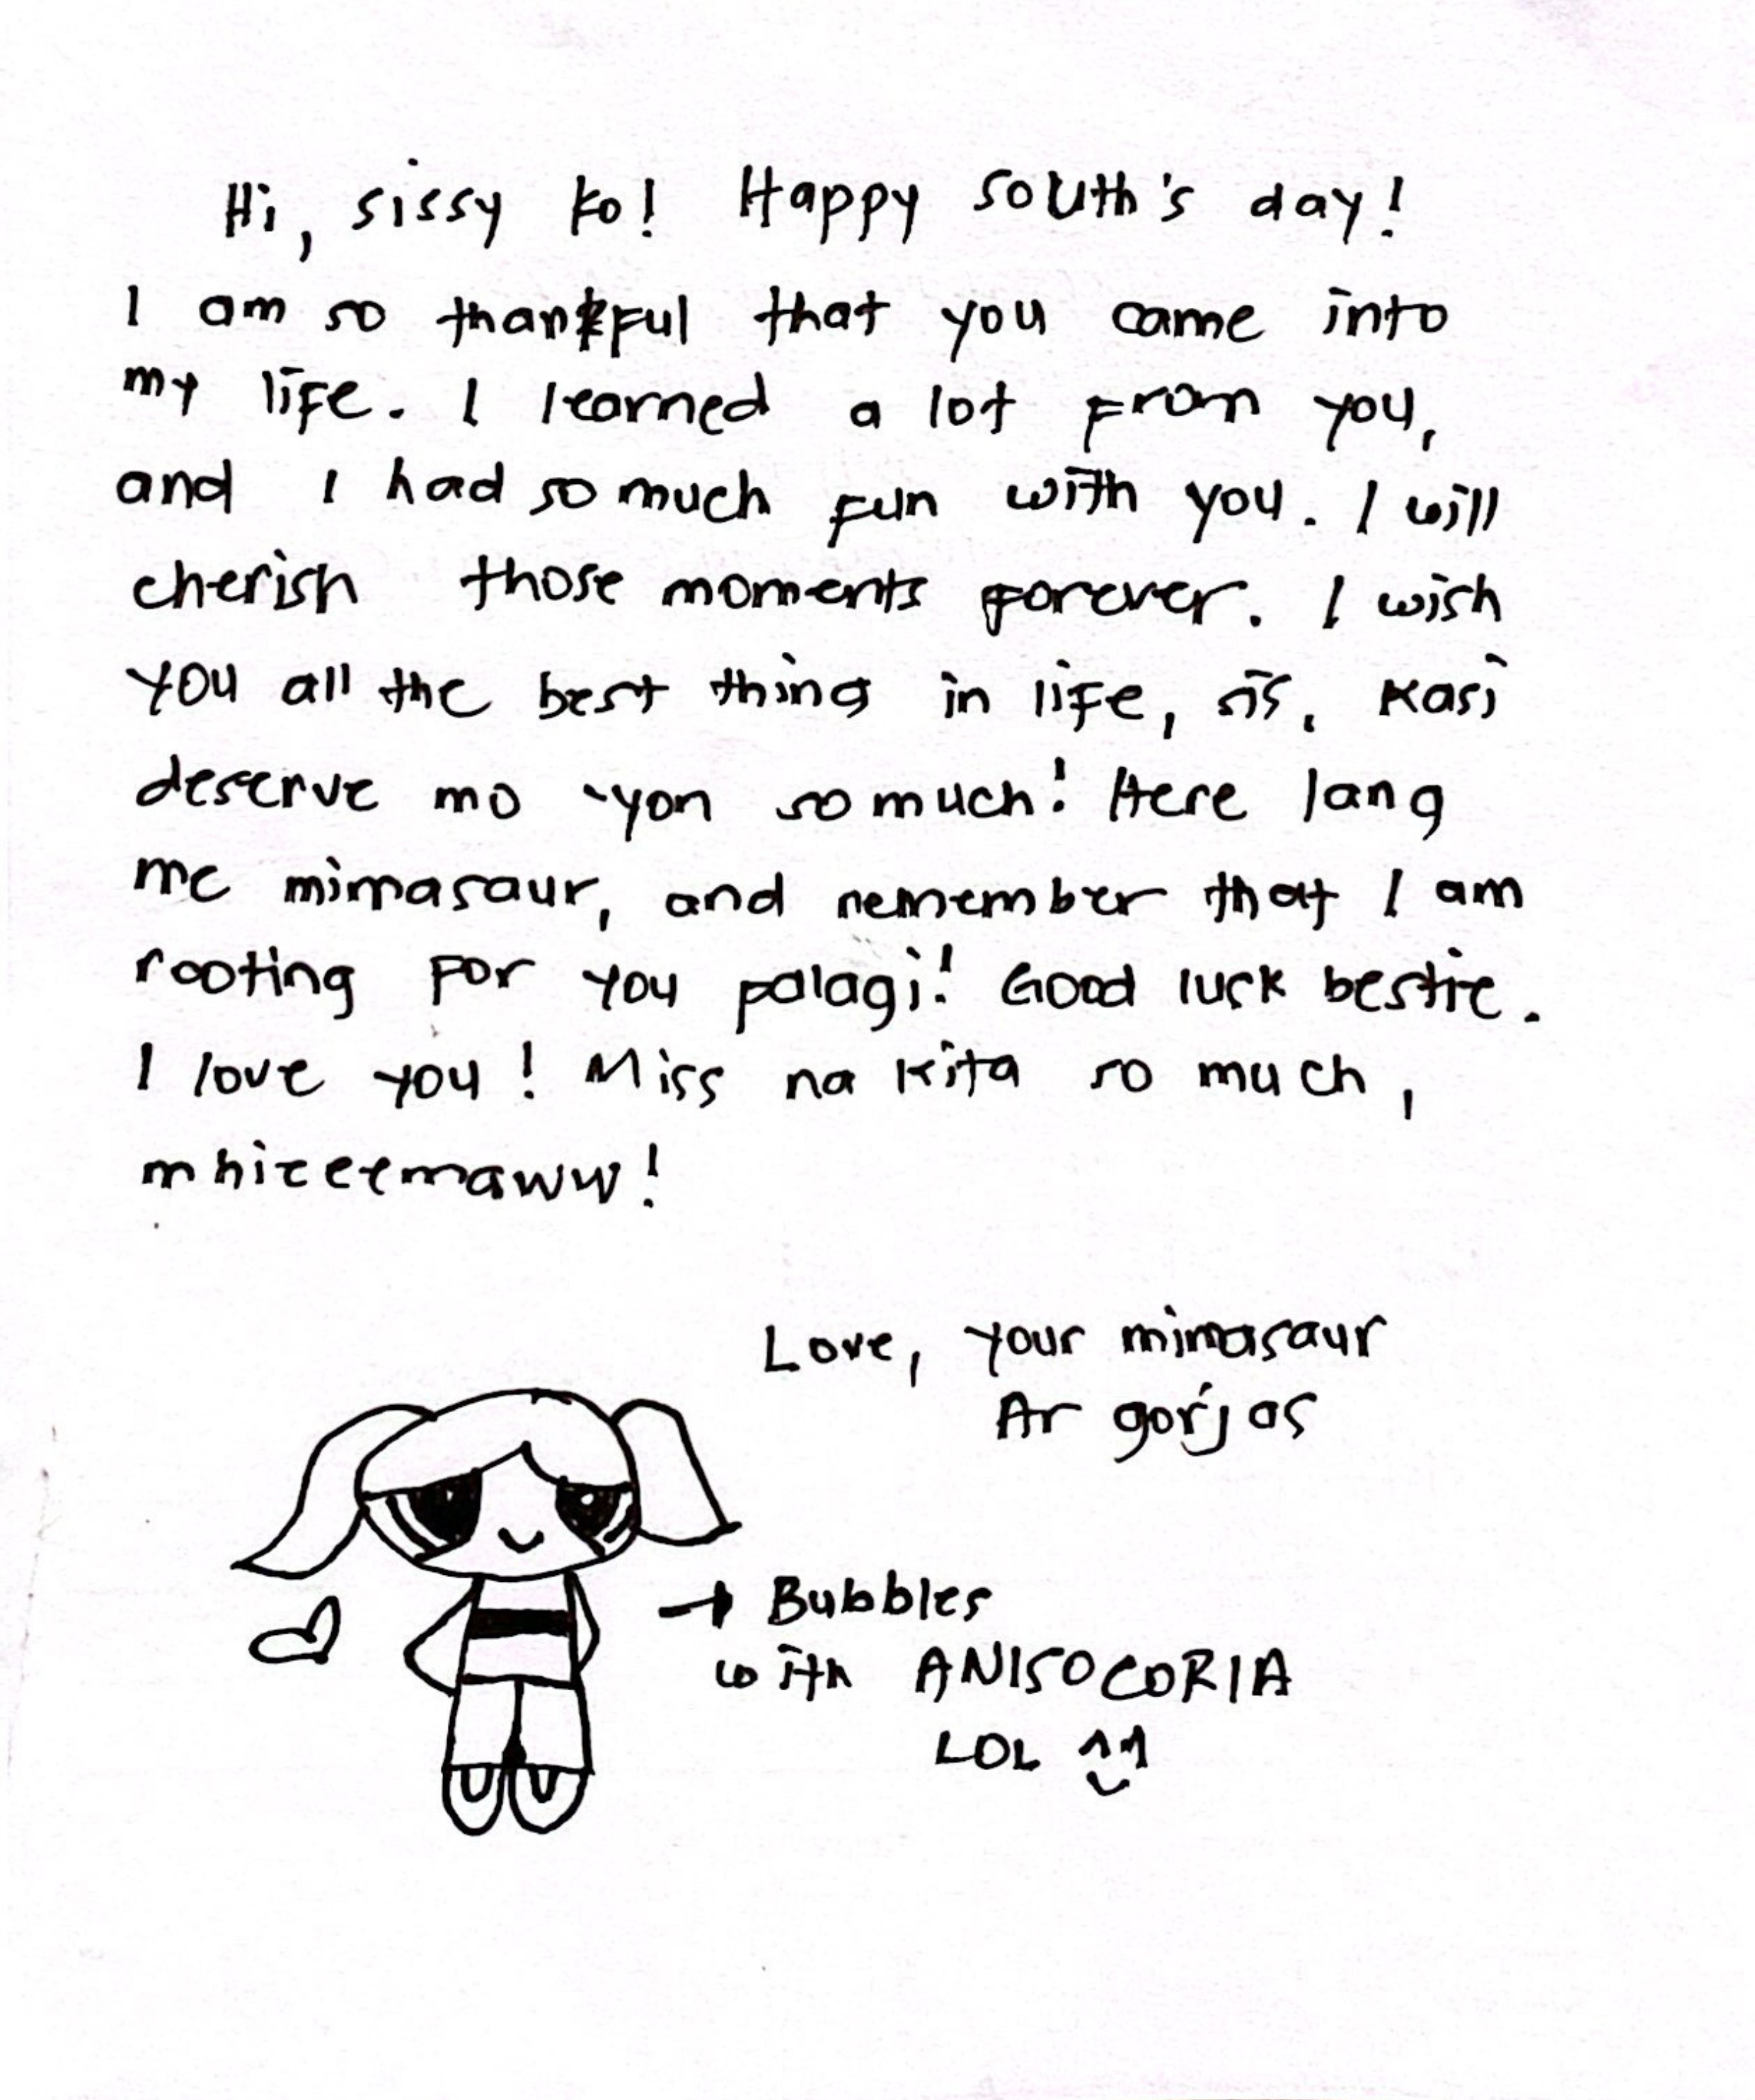 Hi, sissy ko! Happy South's day!
I am so thankful that you came into
my life. I learned a lot from you,
and I had so much fun with you. I will
cherish those moments forever. I wish
you all the best thing in life, sis, kasi
deserve mo 'yon so much! Here lang
me mimasaur, and remember that I am
rooting for you palagi! Good luck bestie.
I love you! Miss na kita so much,
mhieeemaww!
Love, your mimasaur
Ar gorjas
→ Bubbles
with ANISOCORIA
LOL ^^